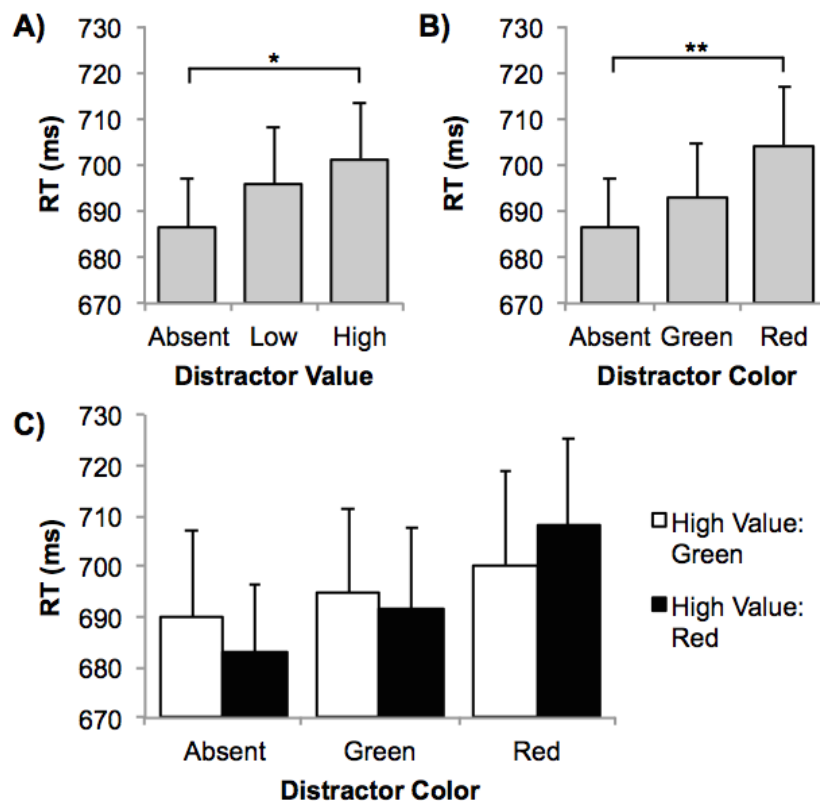 A)
RT (ms)
730
720
710
700
690
680
670
*
Absent Low High
Distractor Value
B)
RT (ms)
730
720
710
700
690
680
670
**
Absent Green Red
Distractor Color
C)
RT (ms)
730
720
710
700
690
680
670
Absent Green Red
Distractor Color
High Value:
Green
High Value:
Red